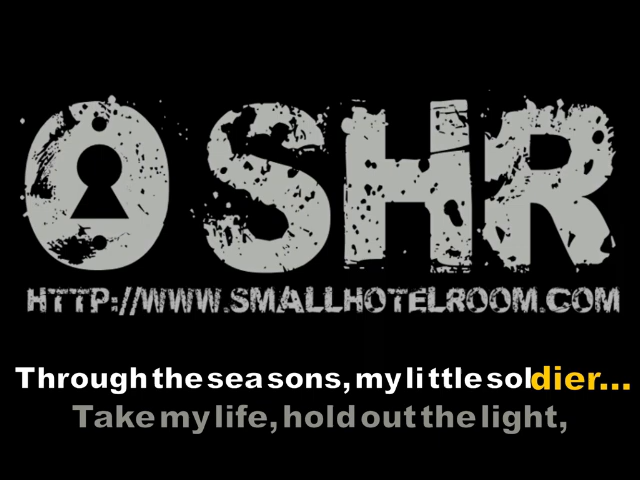 SHR
HTTP://WWW.SMALLHOTELROOM.COM
Through the seasons, my little soldier...
Take my life, hold out the light,